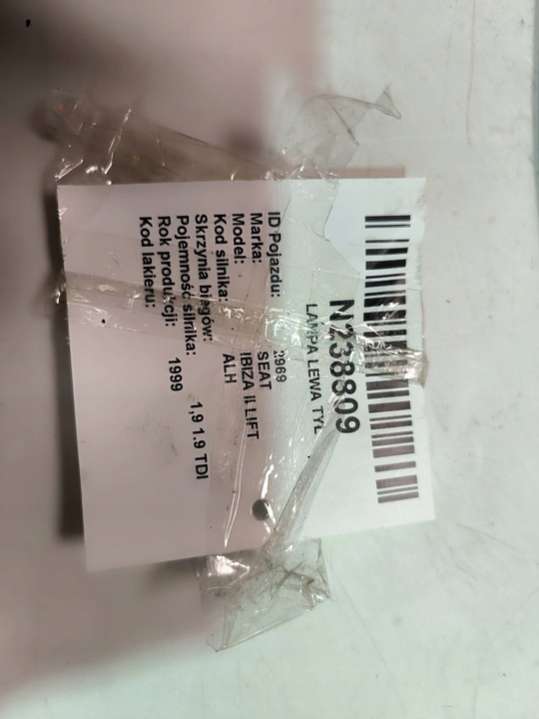 N238809
LAMPA LEWA TYŁ
ID Pojazdu: 2969
Marka: SEAT
Model: IBIZA II LIFT
Kod silnika: ALH
Skrzynia biegów:
Pojemność silnika: 1,9 1.9 TDI
Rok produkcji: 1999
Kod lakieru: